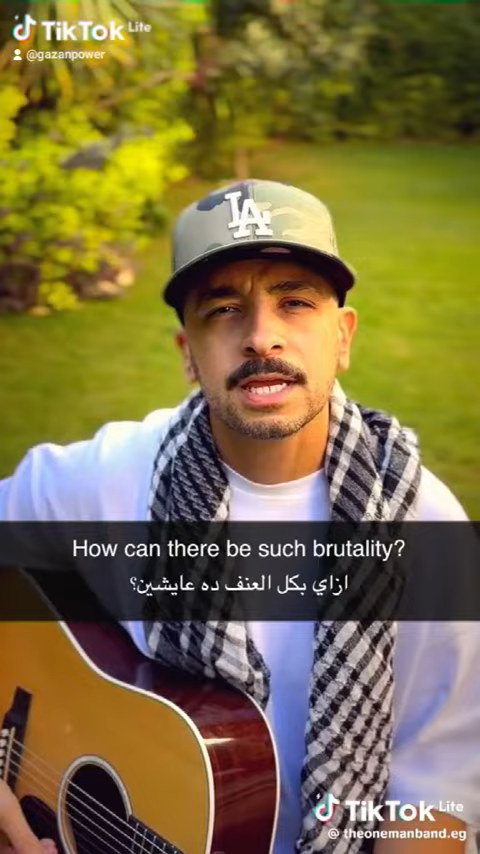 TikTok Lite
@gazanpower
LA
How can there be such brutality?
ازاي بكل العنف ده عايشين؟
TikTok Lite
@ theonemanband.eg